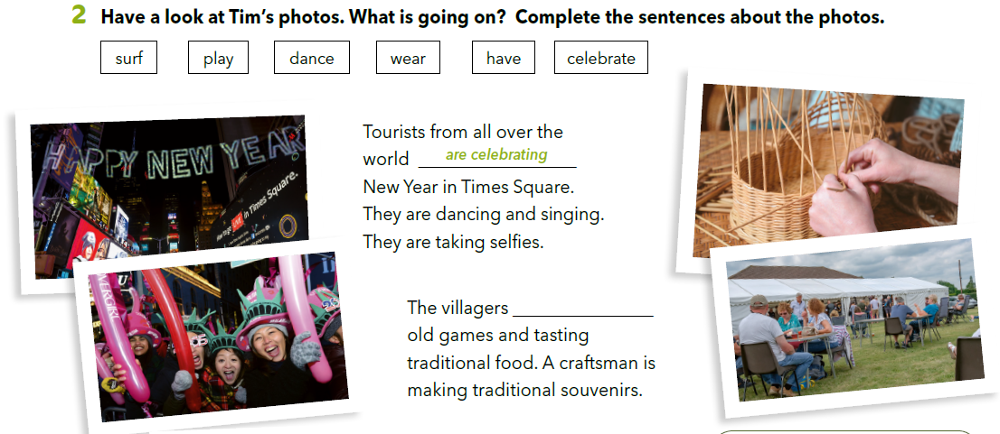 2 Have a look at Tim's photos. What is going on? Complete the sentences about the photos.
surf play dance wear have celebrate
HAPPY NEW YEAR
in Times Square.
Tourists from all over the
world are celebrating
New Year in Times Square.
They are dancing and singing.
They are taking selfies.
The villagers _______________
old games and tasting
traditional food. A craftsman is
making traditional souvenirs.